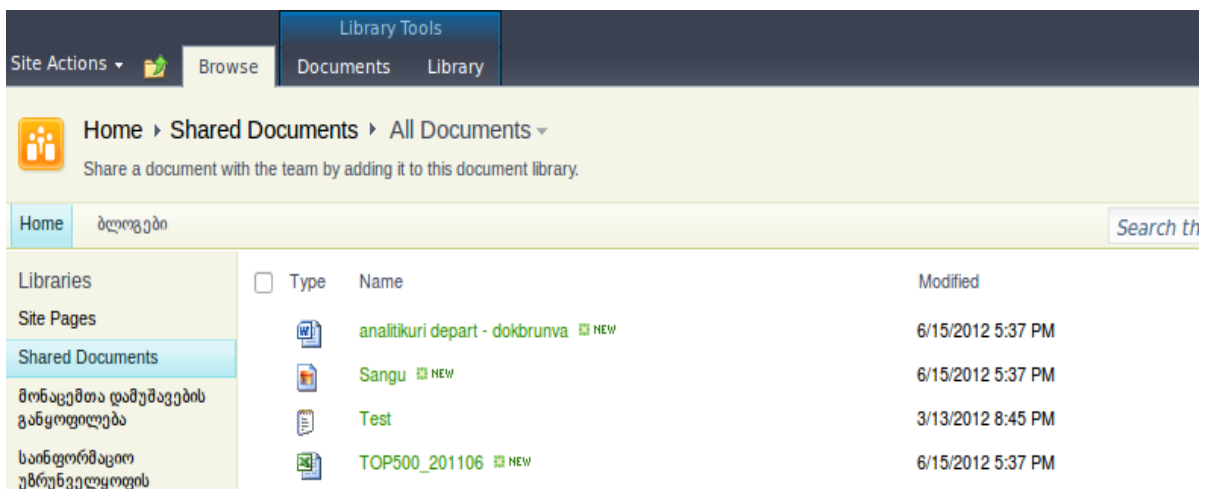 Library Tools
Site Actions Browse Documents Library
Home Shared Documents All Documents
Share a document with the team by adding it to this document library.
Home ბლოგები Search th
Libraries Type Name Modified
Site Pages
analitikuri depart - dokbrunva NEW 6/15/2012 5:37 PM
Shared Documents
Sangu NEW 6/15/2012 5:37 PM
მონაცემთა დამუშავების
განყოფილება
Test 3/13/2012 8:45 PM
საინფორმაციო
TOP500_201106 NEW 6/15/2012 5:37 PM
უზრუნველყოფის